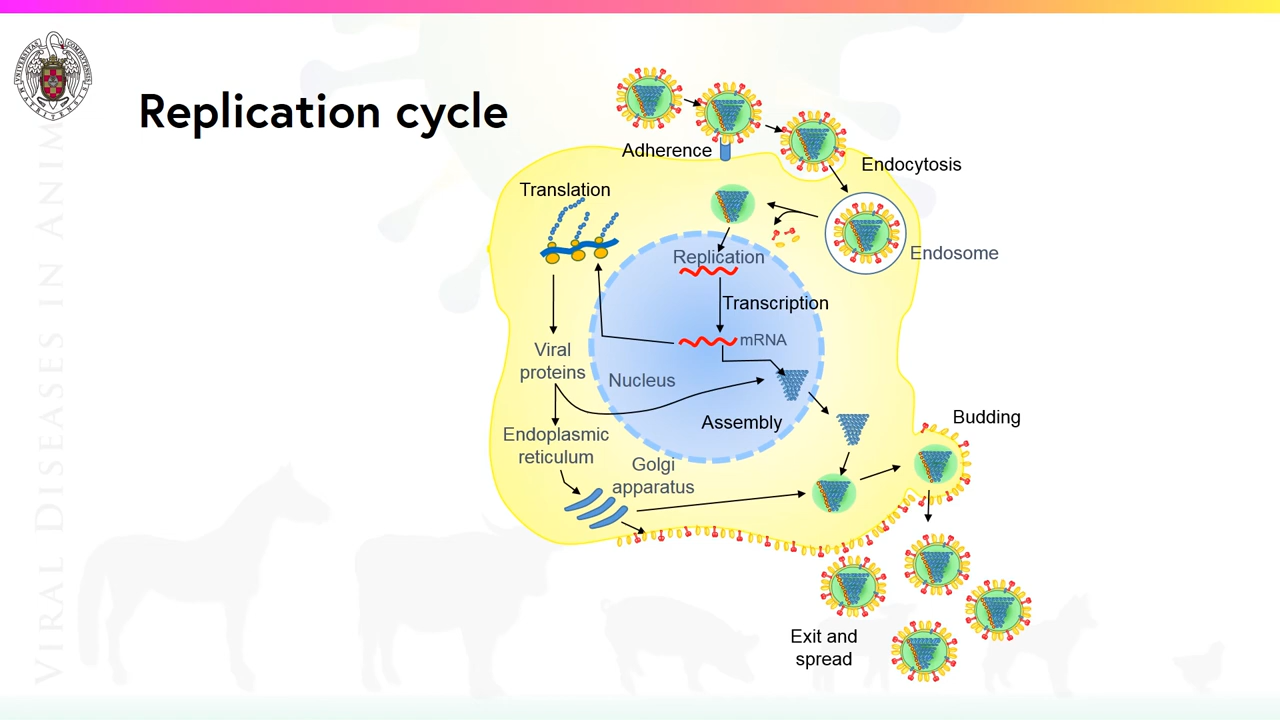 Replication cycle
Adherence
Endocytosis
Translation
Endosome
Replication
Transcription
mRNA
Viral
proteins
Nucleus
Assembly
Budding
Endoplasmic
reticulum
Golgi
apparatus
Exit and
spread
VIRAL DISEASES IN ANIM